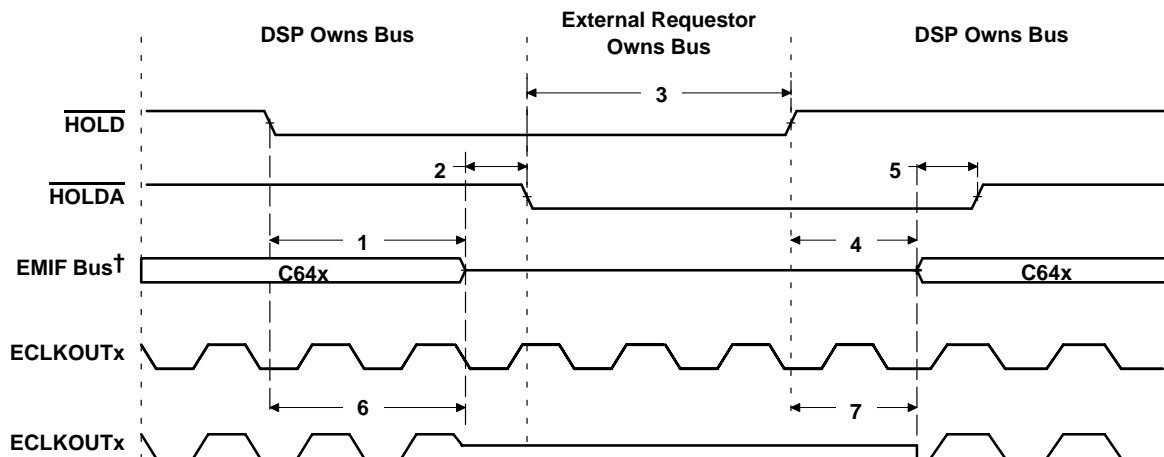 DSP Owns Bus
External Requestor
Owns Bus
DSP Owns Bus
3
HOLD
2
5
HOLDA
1
4
EMIF Bus†
C64x
C64x
ECLKOUTx
6
7
ECLKOUTx